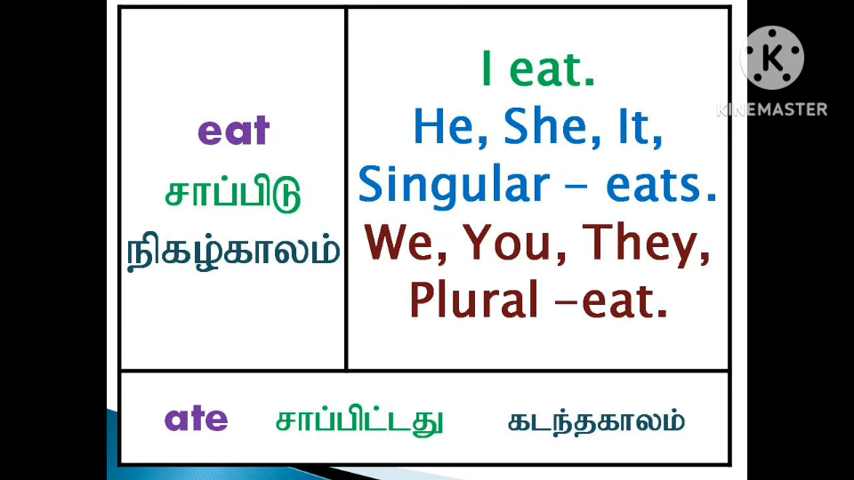 eat
சாப்பிடு
நிகழ்காலம்
I eat.
He, She, It,
Singular – eats.
We, You, They,
Plural –eat.
ate சாப்பிட்டது கடந்தகாலம்
K
KINEMASTER